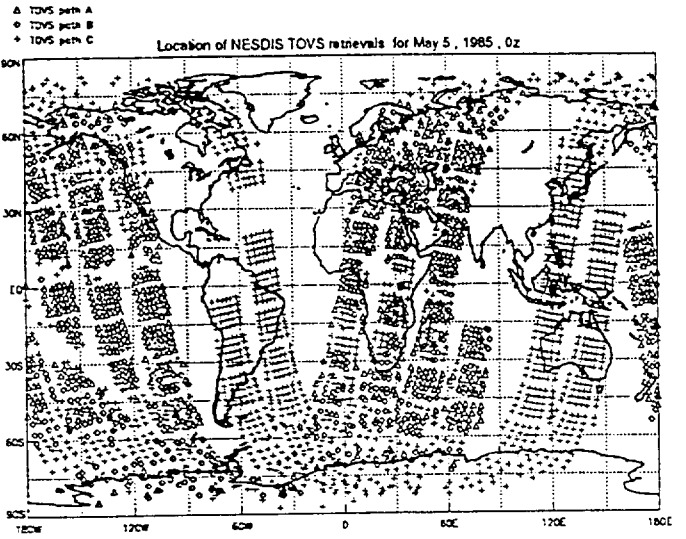 △ TOVS path A
○ TOVS path B
+ TOVS path C
Location of NESDIS TOVS retrievals for May 5 , 1985 , 0z
90N
60N
30N
EQ
30S
60S
90S
180W 120W 60W 0 60E 120E 180E